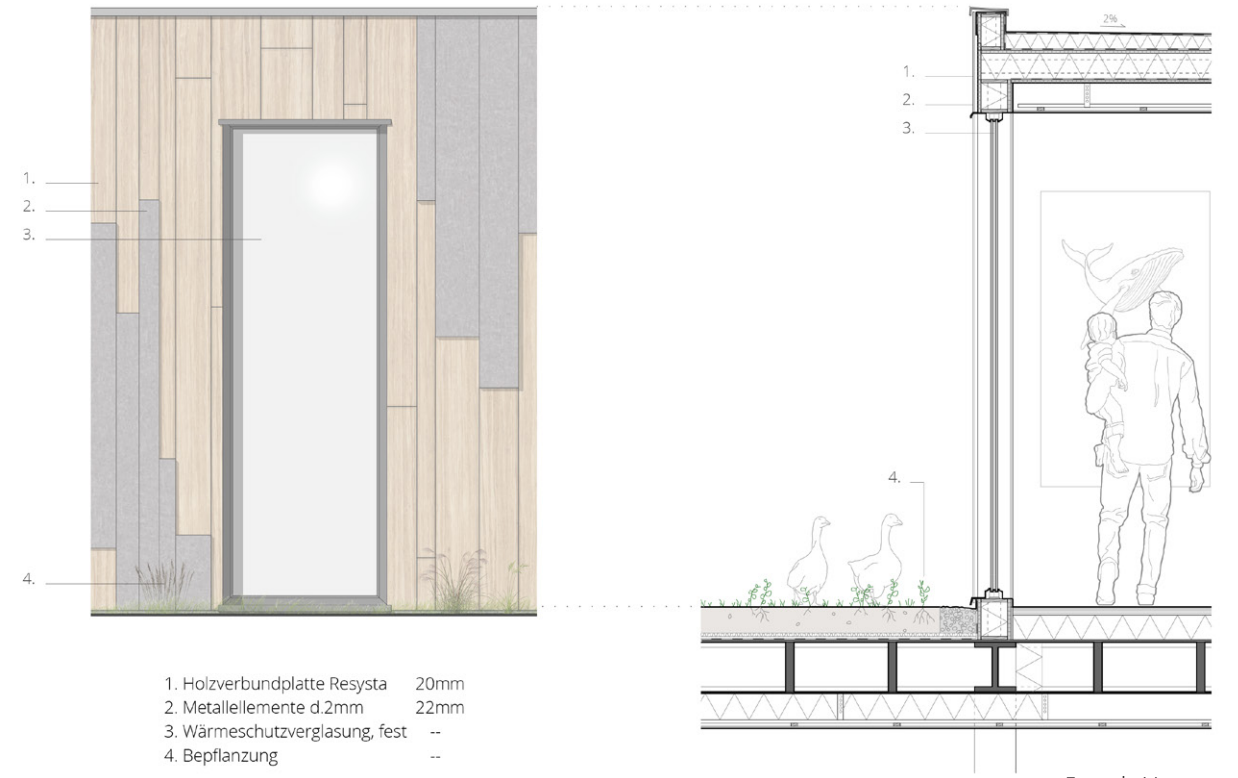 2%
1.
2.
3.
1.
2.
3.
4.
4.
1. Holzverbundplatte Resysta 20mm
2. Metallellemente d.2mm 22mm
3. Wärmeschutzverglasung, fest --
4. Bepflanzung --